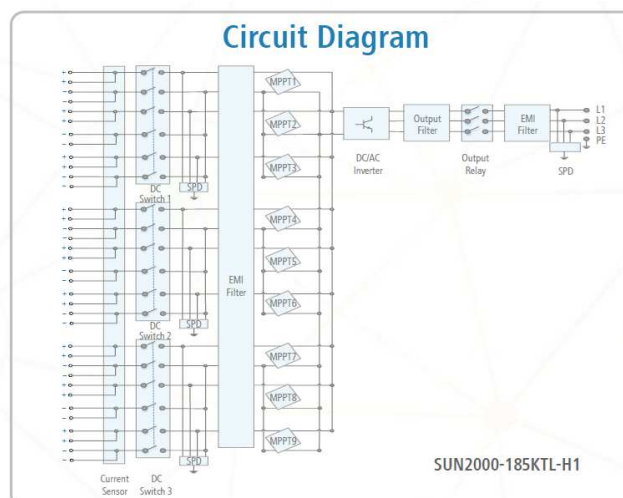 Circuit Diagram
MPPT1
MPPT2
MPPT3
DC
Switch 1
SPD
MPPT4
MPPT5
MPPT6
DC
Switch 2
SPD
MPPT7
MPPT8
MPPT9
SPD
Current
Sensor
DC
Switch 3
EMI
Filter
DC/AC
Inverter
Output
Filter
Output
Relay
EMI
Filter
L1
L2
L3
PE
SPD
SUN2000-185KTL-H1